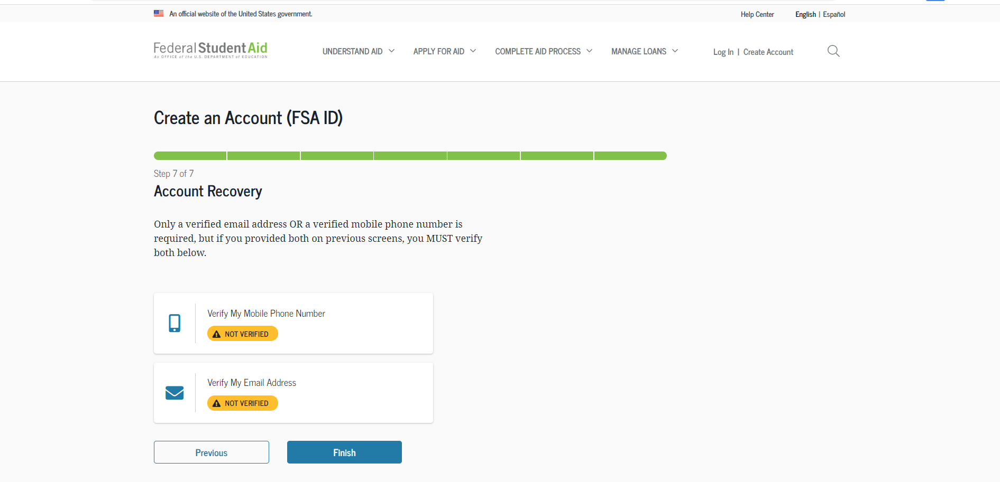 An official website of the United States government.
Help Center
English | Español
Federal Student Aid
An OFFICE of the U.S. DEPARTMENT of EDUCATION
UNDERSTAND AID
APPLY FOR AID
COMPLETE AID PROCESS
MANAGE LOANS
Log In | Create Account
Create an Account (FSA ID)
Step 7 of 7
Account Recovery
Only a verified email address OR a verified mobile phone number is
required, but if you provided both on previous screens, you MUST verify
both below.
Verify My Mobile Phone Number
NOT VERIFIED
Verify My Email Address
NOT VERIFIED
Previous
Finish